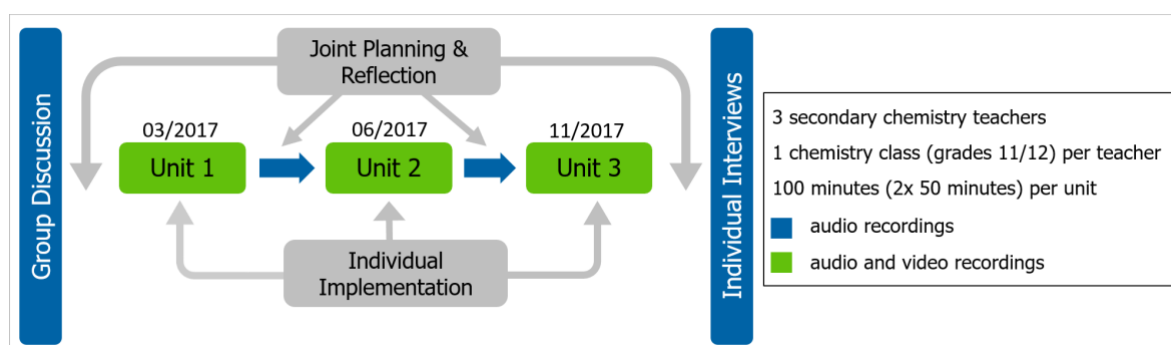 Group Discussion
Joint Planning &
Reflection
03/2017
06/2017
11/2017
Unit 1
Unit 2
Unit 3
Individual
Implementation
Individual Interviews
3 secondary chemistry teachers
1 chemistry class (grades 11/12) per teacher
100 minutes (2x 50 minutes) per unit
audio recordings
audio and video recordings